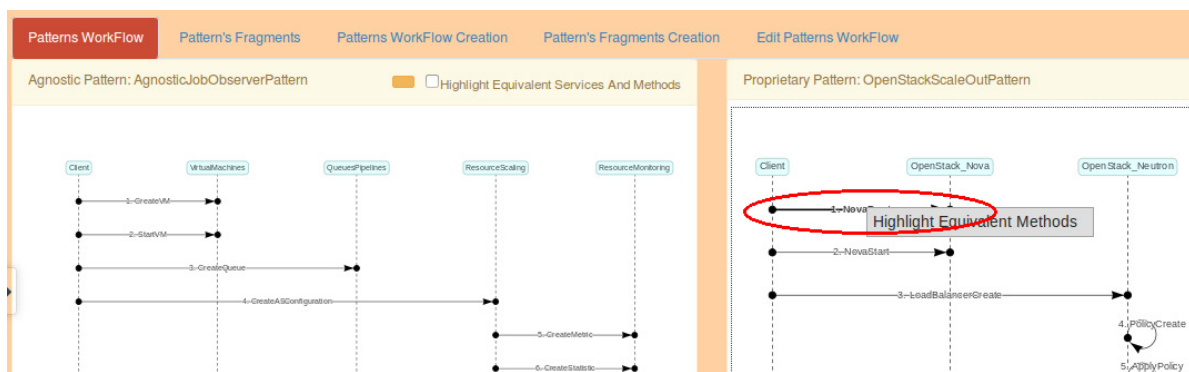 Patterns WorkFlow Pattern's Fragments Patterns WorkFlow Creation Pattern's Fragments Creation Edit Patterns WorkFlow
Agnostic Pattern: AgnosticJobObserverPattern Highlight Equivalent Services And Methods
Client VirtualMachines QueuesPipelines ResourceScaling ResourceMonitoring
1. CreateVM
2. StartVM
3. CreateQueue
4. CreateASConfiguration
5. CreateMetric
6. CreateStatistic
Proprietary Pattern: OpenStackScaleOutPattern
Client OpenStack_Nova OpenStack_Neutron
Highlight Equivalent Methods
2. NovaStart
3. LoadBalancerCreate
4. PolicyCreate
5. ApplyPolicy